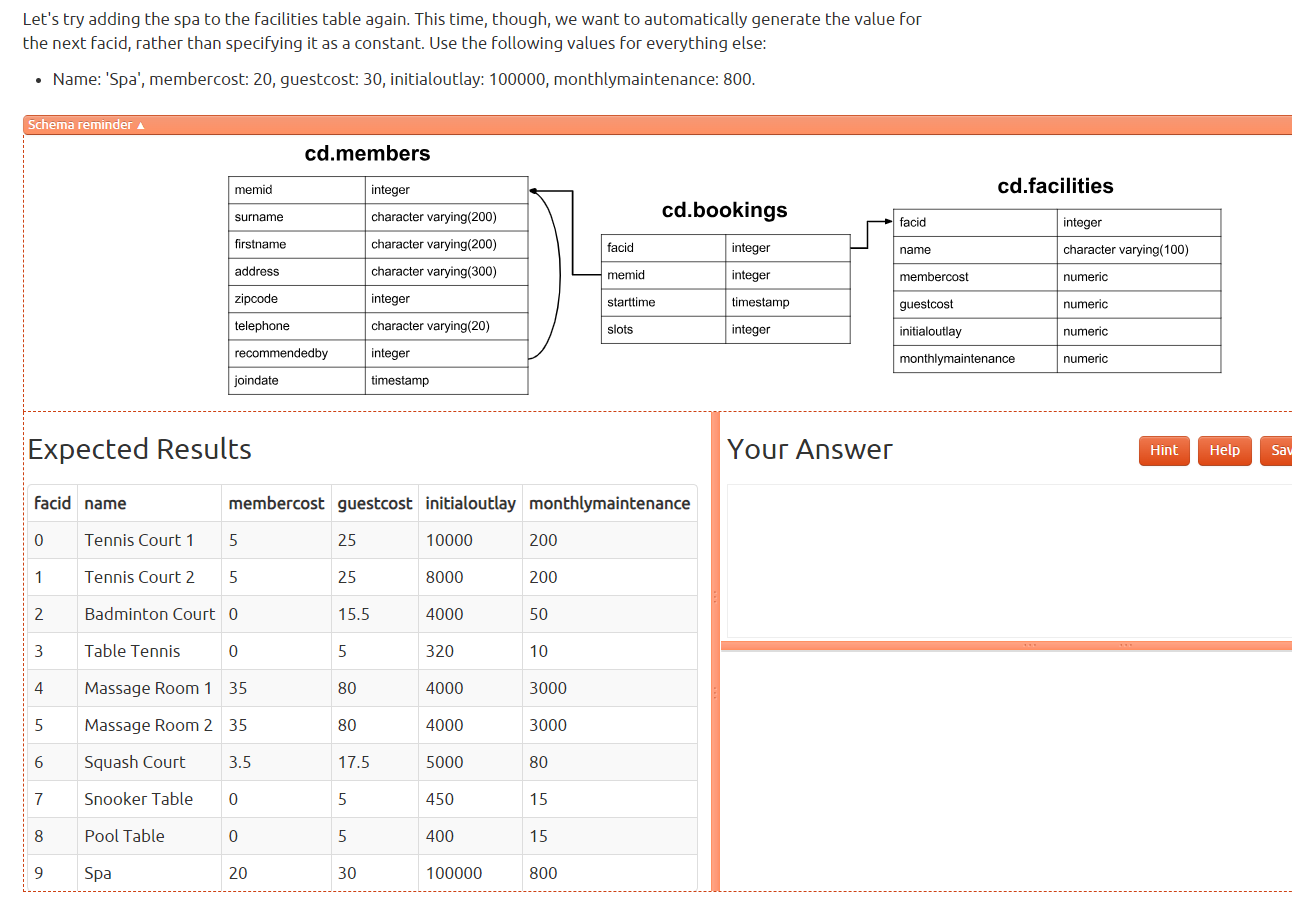 Let's try adding the spa to the facilities table again. This time, though, we want to automatically generate the value for
the next facid, rather than specifying it as a constant. Use the following values for everything else:
• Name: 'Spa', membercost: 20, guestcost: 30, initialoutlay: 100000, monthlymaintenance: 800.
Schema reminder ▲
cd.members
memid integer
surname character varying(200)
firstname character varying(200)
address character varying(300)
zipcode integer
telephone character varying(20)
recommendedby integer
joindate timestamp
cd.bookings
facid integer
memid integer
starttime timestamp
slots integer
cd.facilities
facid integer
name character varying(100)
membercost numeric
guestcost numeric
initialoutlay numeric
monthlymaintenance numeric
Expected Results
facid name membercost guestcost initialoutlay monthlymaintenance
0 Tennis Court 1 5 25 10000 200
1 Tennis Court 2 5 25 8000 200
2 Badminton Court 0 15.5 4000 50
3 Table Tennis 0 5 320 10
4 Massage Room 1 35 80 4000 3000
5 Massage Room 2 35 80 4000 3000
6 Squash Court 3.5 17.5 5000 80
7 Snooker Table 0 5 450 15
8 Pool Table 0 5 400 15
9 Spa 20 30 100000 800
Your Answer
Hint Help